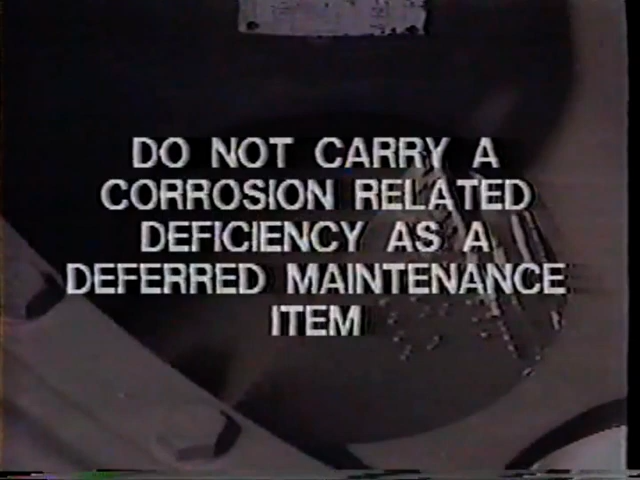 DO NOT CARRY A
CORROSION RELATED
DEFICIENCY AS A
DEFERRED MAINTENANCE
ITEM